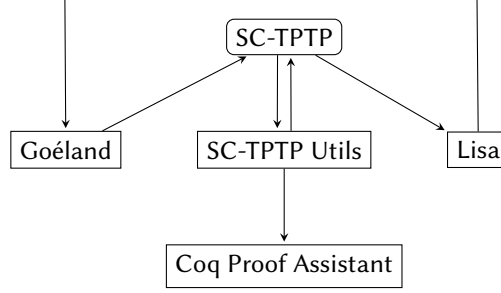 SC-TPTP
Goéland
SC-TPTP Utils
Lisa
Coq Proof Assistant